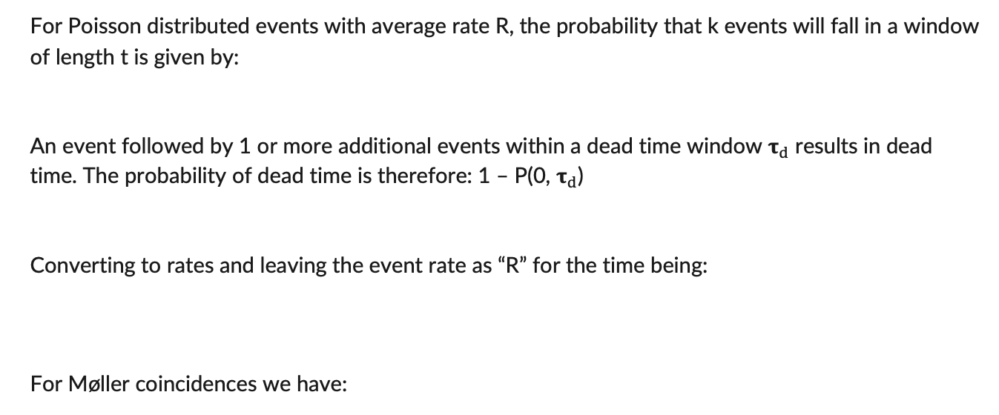 For Poisson distributed events with average rate R, the probability that k events will fall in a window
of length t is given by:
An event followed by 1 or more additional events within a dead time window τd results in dead
time. The probability of dead time is therefore: 1 – P(0, τd)
Converting to rates and leaving the event rate as “R” for the time being:
For Møller coincidences we have: